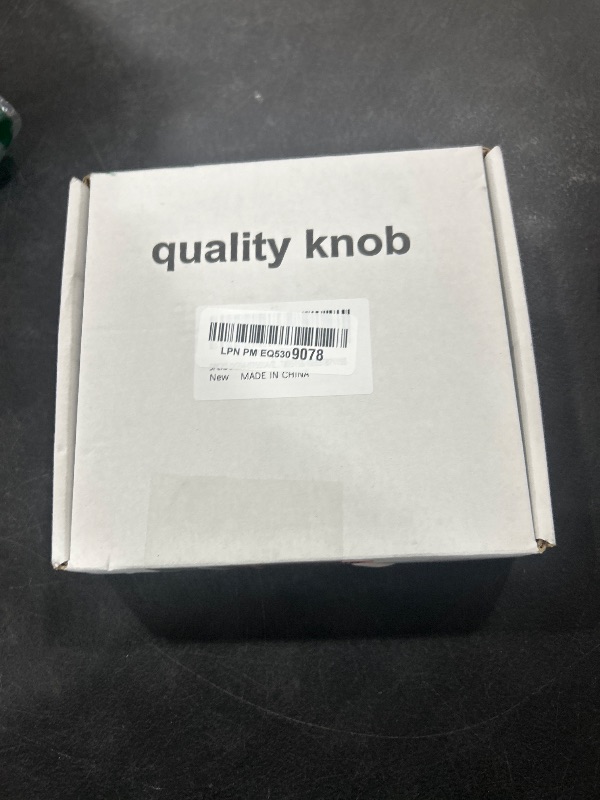 quality knob
LPN PM EQ5309078
New MADE IN CHINA